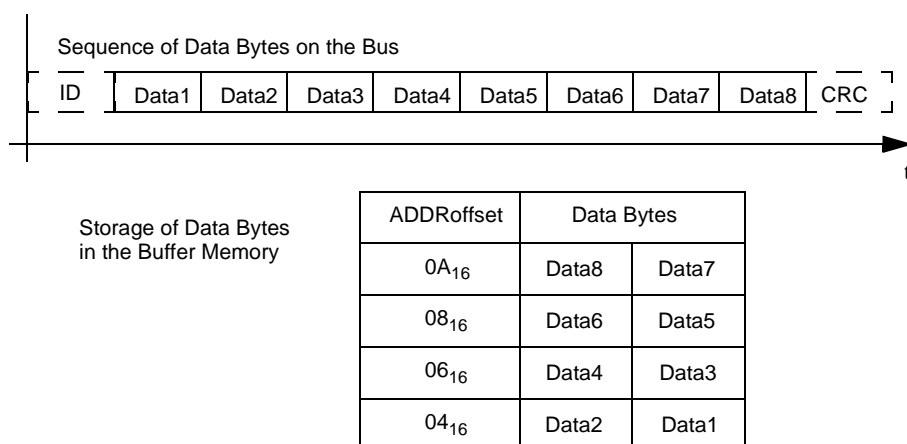 Sequence of Data Bytes on the Bus
ID Data1 Data2 Data3 Data4 Data5 Data6 Data7 Data8 CRC
t
Storage of Data Bytes
in the Buffer Memory
ADDRoffset Data Bytes
0A16 Data8 Data7
0816 Data6 Data5
0616 Data4 Data3
0416 Data2 Data1